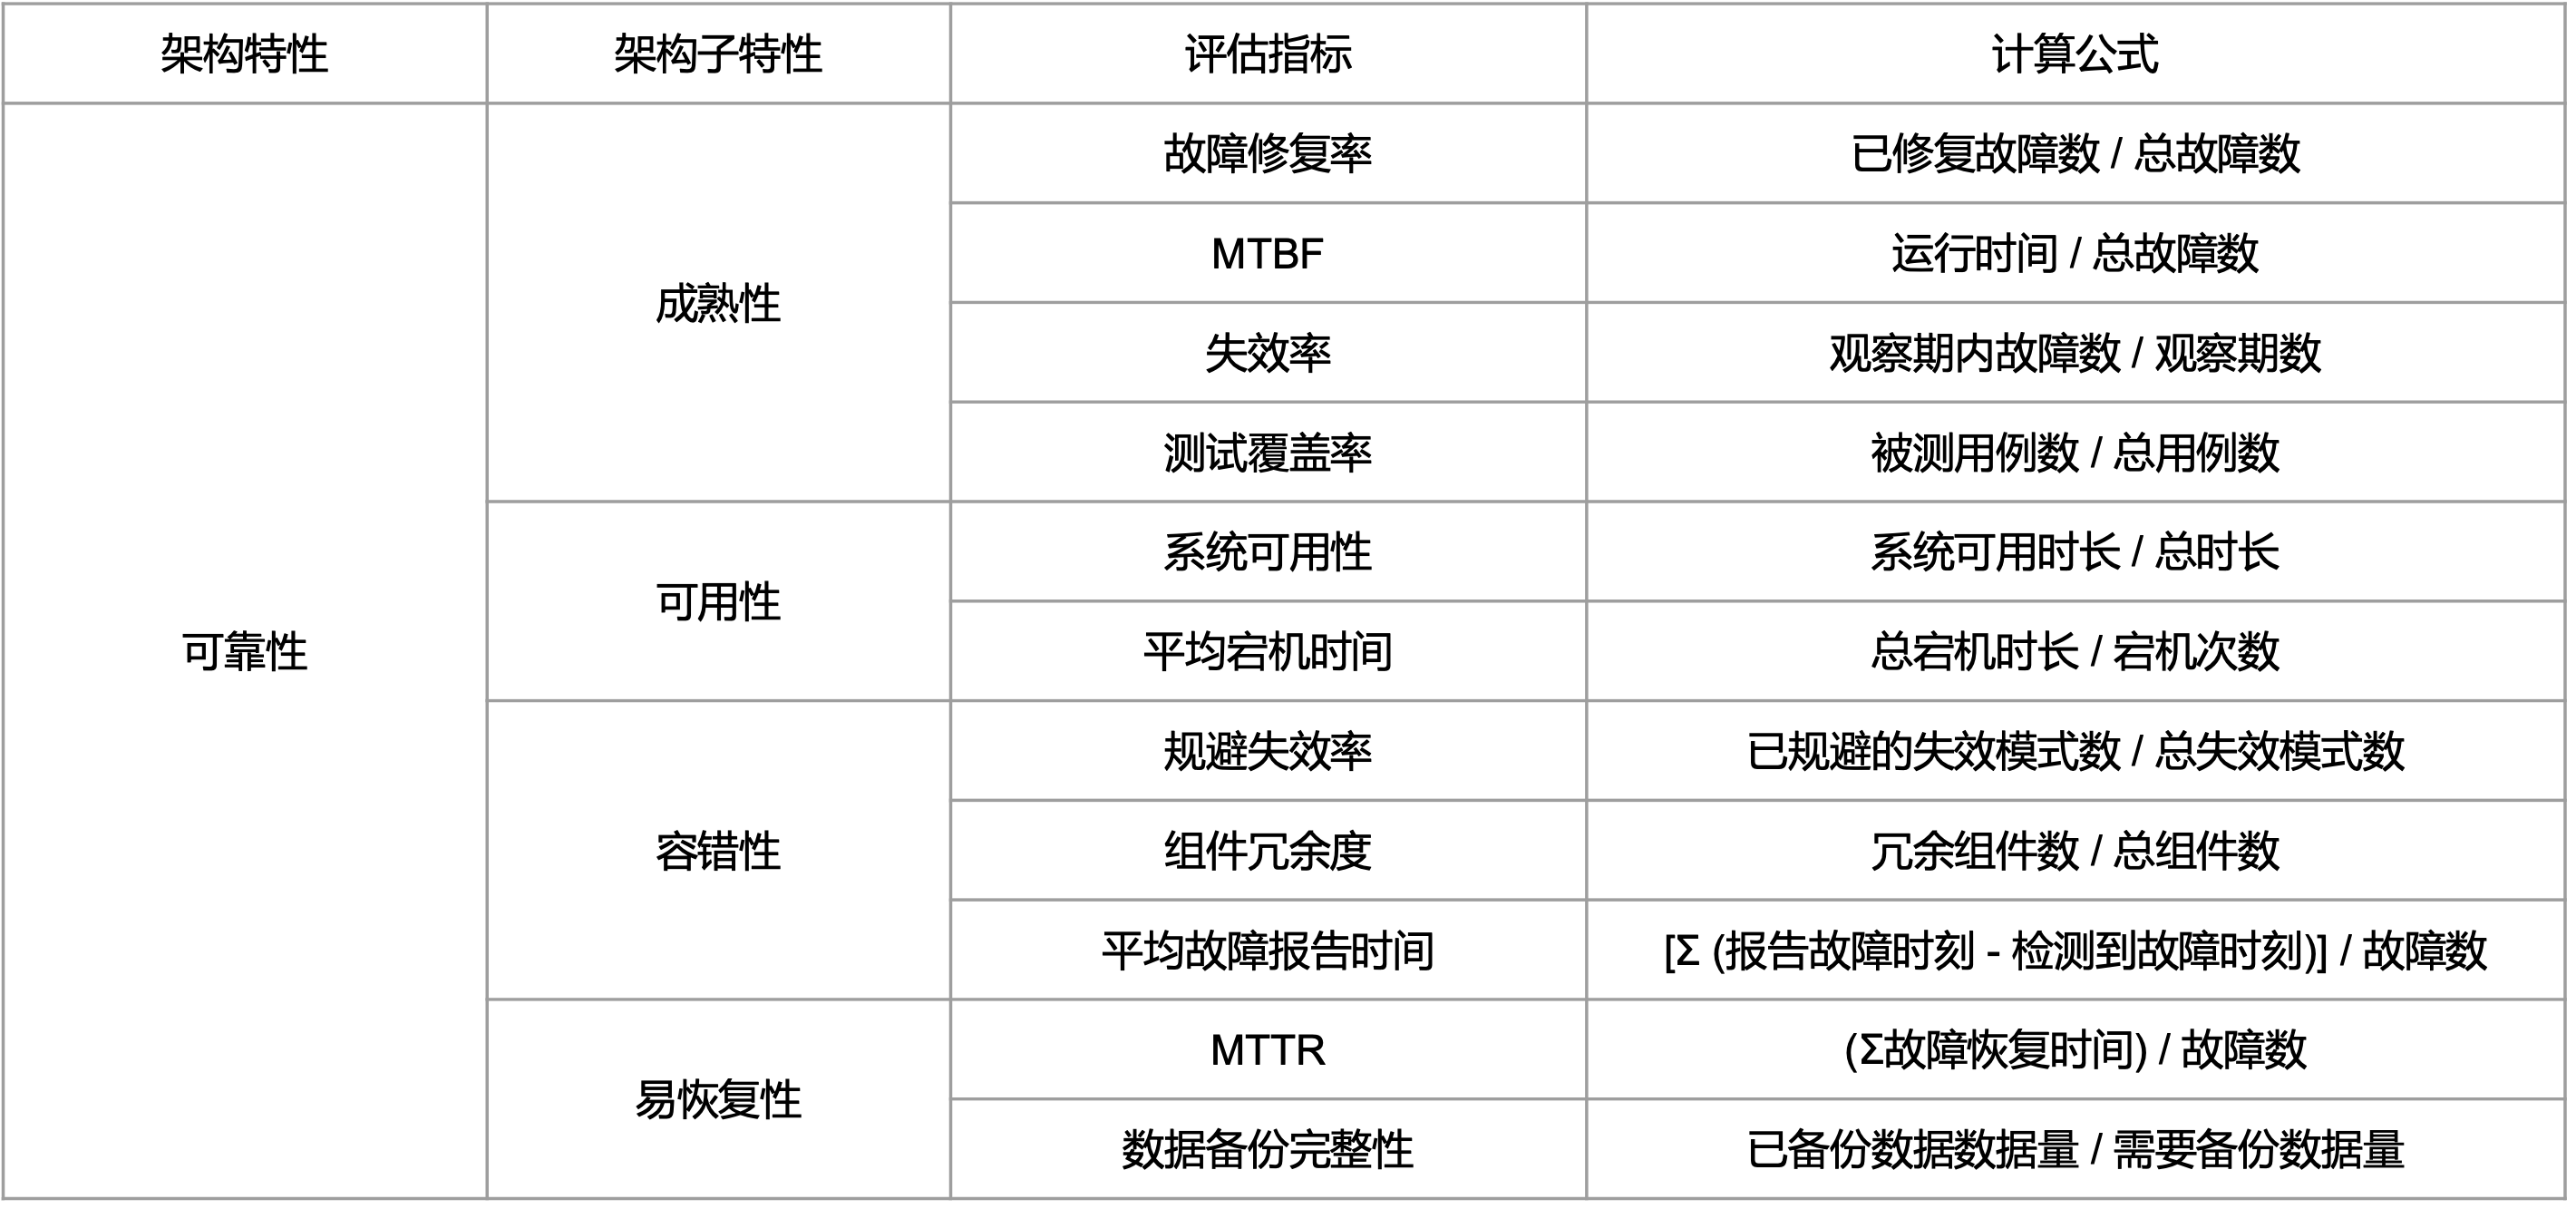 架构特性 架构子特性 评估指标 计算公式
可靠性 成熟性 故障修复率 已修复故障数 / 总故障数
MTBF 运行时间 / 总故障数
失效率 观察期内故障数 / 观察期数
测试覆盖率 被测用例数 / 总用例数
可用性 系统可用性 系统可用时长 / 总时长
平均宕机时间 总宕机时长 / 宕机次数
容错性 规避失效率 已规避的失效模式数 / 总失效模式数
组件冗余度 冗余组件数 / 总组件数
平均故障报告时间 [Σ (报告故障时刻 - 检测到故障时刻)] / 故障数
易恢复性 MTTR (Σ故障恢复时间) / 故障数
数据备份完整性 已备份数据数据量 / 需要备份数据量